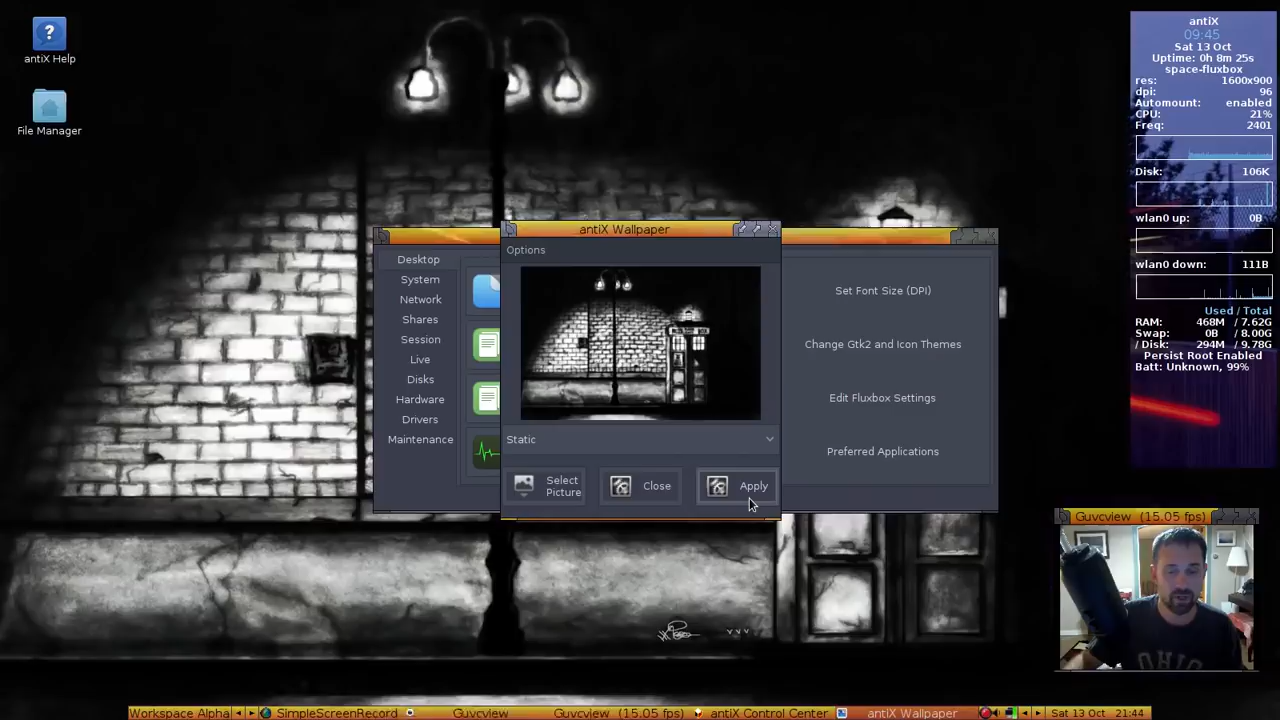 antiX Help
File Manager
antiX
09:45
Sat 13 Oct
Uptime: 0h 8m 25s
space-fluxbox
res: 1600x900
dpi: 96
Automount: enabled
CPU: 21%
Freq: 2401
Disk: 106K
wlan0 up: 0B
wlan0 down: 111B
Used / Total
RAM: 468M / 7.62G
Swap: 0B / 8.00G
/ Disk: 294M / 9.78G
Persist Root Enabled
Batt: Unknown, 99%
antiX Wallpaper
Options
Static
Select
Picture
Close
Apply
Desktop
System
Network
Shares
Session
Live
Disks
Hardware
Drivers
Maintenance
Set Font Size (DPI)
Change Gtk2 and Icon Themes
Edit Fluxbox Settings
Preferred Applications
Guvcview (15.05 fps)
OHIO
Workspace Alpha
SimpleScreenRecord
Guvcview
Guvcview (15.05 fps)
antiX Control Center
antiX Wallpaper
Sat 13 Oct 21:44